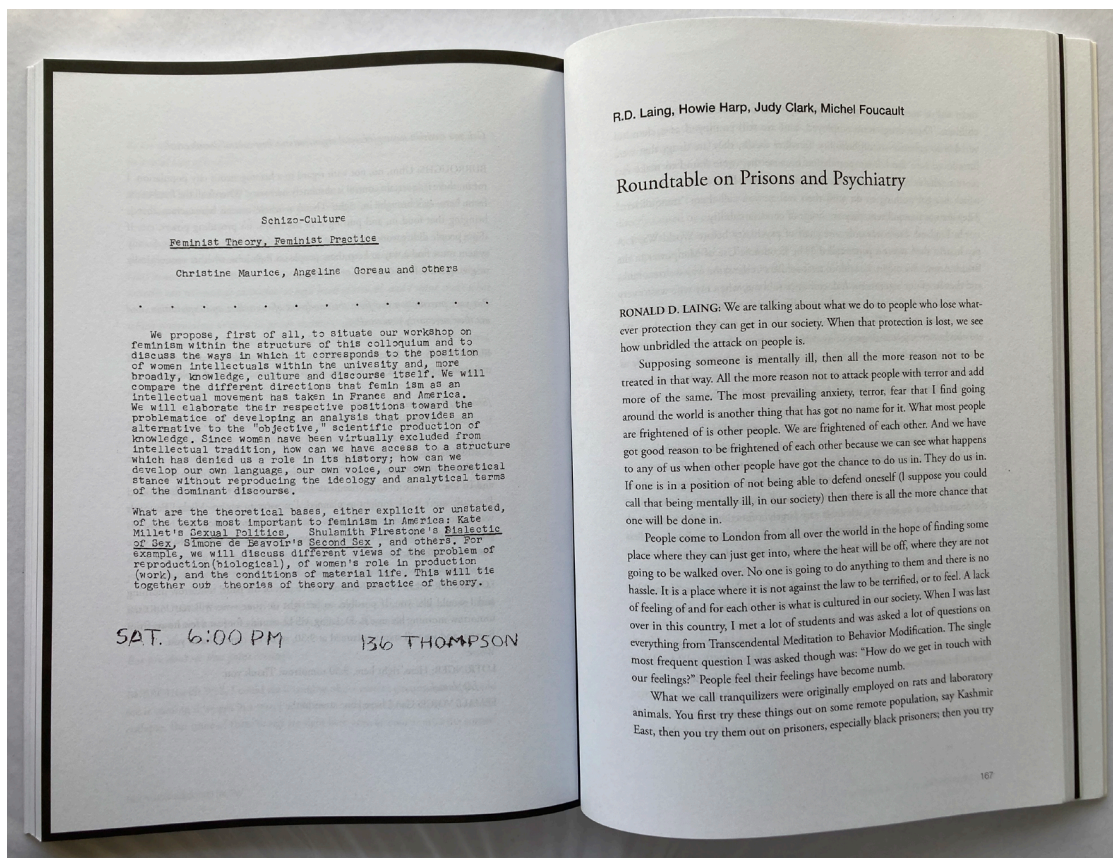 Schizo-Culture
Feminist Theory, Feminist Practice
Christine Maurice, Angeline Goreau and others
. . . . . . . . . . . . .
We propose, first of all, to situate our workshop on
feminism within the structure of this colloquium and to
discuss the ways in which it corresponds to the position
of women intellectuals within the univesity and, more
broadly, knowledge, culture and discourse itself. We will
compare the different directions that femin ism as an
intellectual movement has taken in France and America.
We will elaborate their respective positions toward the
problematic of developing an analysis that provides an
alternative to the "objective," scientific production of
knowledge. Since women have been virtually excluded from
intellectual tradition, how can we have access to a structure
which has denied us a role in its history; how can we
develop our own language, our own voice, our own theoretical
stance without reproducing the ideology and analytical terms
of the dominant discourse.
What are the theoretical bases, either explicit or unstated,
of the texts most important to feminism in America: Kate
Millet's Sexual Politics, Shulamith Firestone's Dialectic
of Sex, Simone de Beavoir's Second Sex , and others. For
example, we will discuss different views of the problem of
reproduction(biological), of women's role in production
(work), and the conditions of material life. This will tie
together our theories of theory and practice of theory.
SAT. 6:00 PM 136 THOMPSON
R.D. Laing, Howie Harp, Judy Clark, Michel Foucault
Roundtable on Prisons and Psychiatry
RONALD D. LAING: We are talking about what we do to people who lose what-
ever protection they can get in our society. When that protection is lost, we see
how unbridled the attack on people is.
Supposing someone is mentally ill, then all the more reason not to be
treated in that way. All the more reason not to attack people with terror and add
more of the same. The most prevailing anxiety, terror, fear that I find going
around the world is another thing that has got no name for it. What most people
are frightened of is other people. We are frightened of each other. And we have
got good reason to be frightened of each other because we can see what happens
to any of us when other people have got the chance to do us in. They do us in.
If one is in a position of not being able to defend oneself (I suppose you could
call that being mentally ill, in our society) then there is all the more chance that
one will be done in.
People come to London from all over the world in the hope of finding some
place where they can just get into, where the heat will be off, where they are not
going to be walked over. No one is going to do anything to them and there is no
hassle. It is a place where it is not against the law to be terrified, or to feel. A lack
of feeling of and for each other is what is cultured in our society. When I was last
over in this country, I met a lot of students and was asked a lot of questions on
everything from Transcendental Meditation to Behavior Modification. The single
most frequent question I was asked though was: “How do we get in touch with
our feelings?” People feel their feelings have become numb.
What we call tranquilizers were originally employed on rats and laboratory
animals. You first try these things out on some remote population, say Kashmir
East, then you try them out on prisoners, especially black prisoners; then you try
167